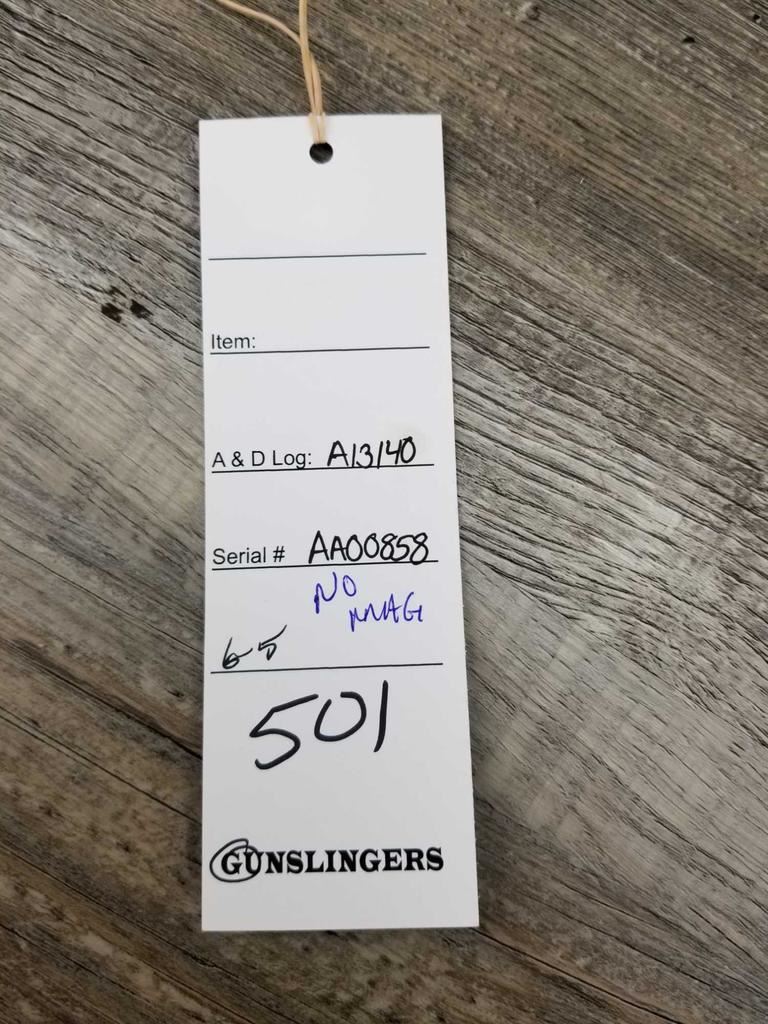 Item:
A & D Log: A13140
Serial # AA00858
NO
MAG
65
501
GUNSLINGERS